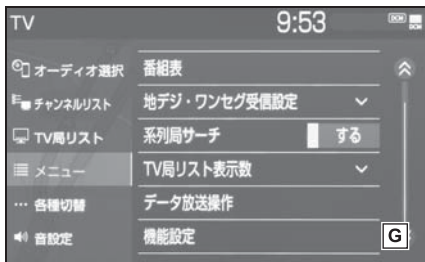 TV
9:53
DCM
DCM
オーディオ選択
チャンネルリスト
TV局リスト
メニュー
各種切替
音設定
番組表
地デジ・ワンセグ受信設定
系列局サーチ
する
TV局リスト表示数
データ放送操作
機能設定
G